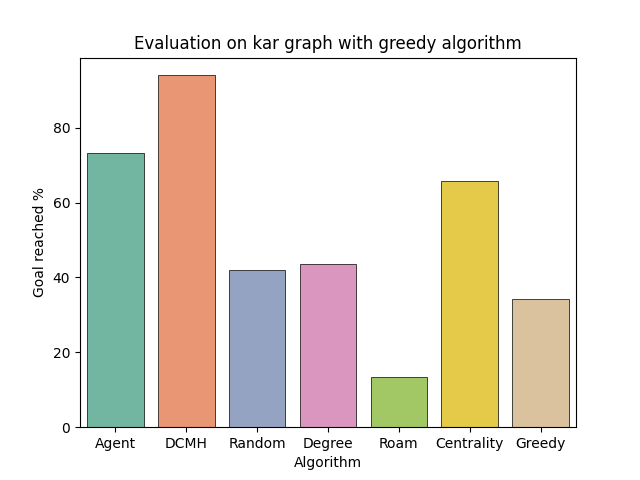 Evaluation on kar graph with greedy algorithm
Goal reached %
80
60
40
20
0
Agent DCMH Random Degree Roam Centrality Greedy
Algorithm